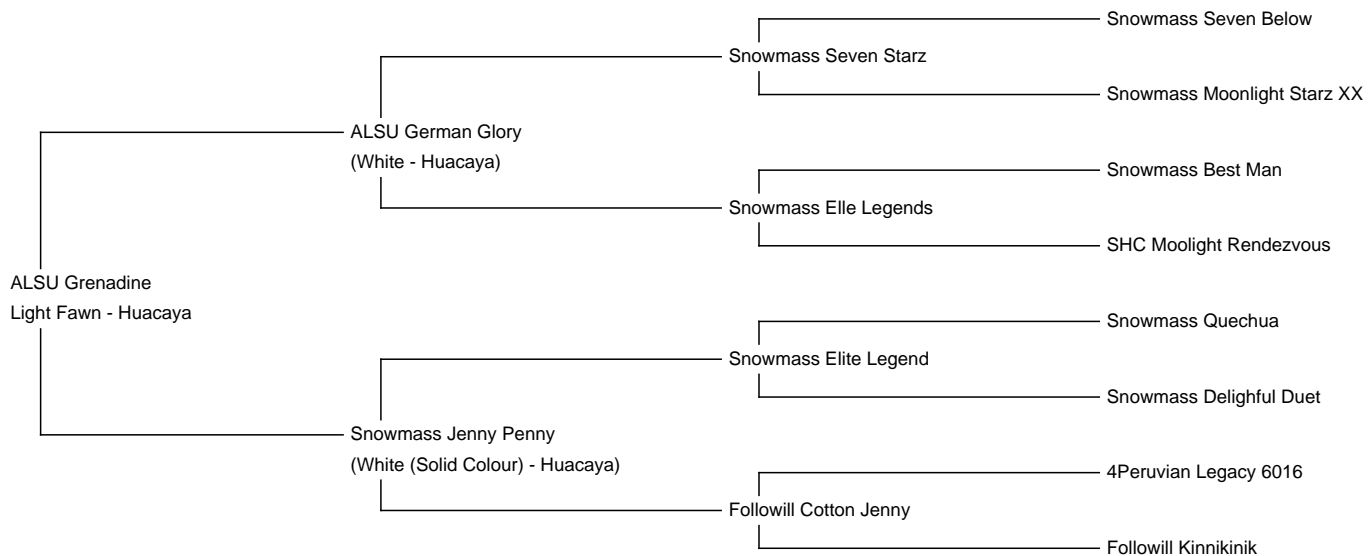 Snowmass Seven Below
Snowmass Seven Starz
Snowmass Moonlight Starz XX
ALSU German Glory
(White - Huacaya)
Snowmass Best Man
Snowmass Elle Legends
SHC Moolight Rendezvous
ALSU Grenadine
Light Fawn - Huacaya
Snowmass Quechua
Snowmass Elite Legend
Snowmass Delighful Duet
Snowmass Jenny Penny
(White (Solid Colour) - Huacaya)
4Peruvian Legacy 6016
Followill Cotton Jenny
Followill Kinnikinik